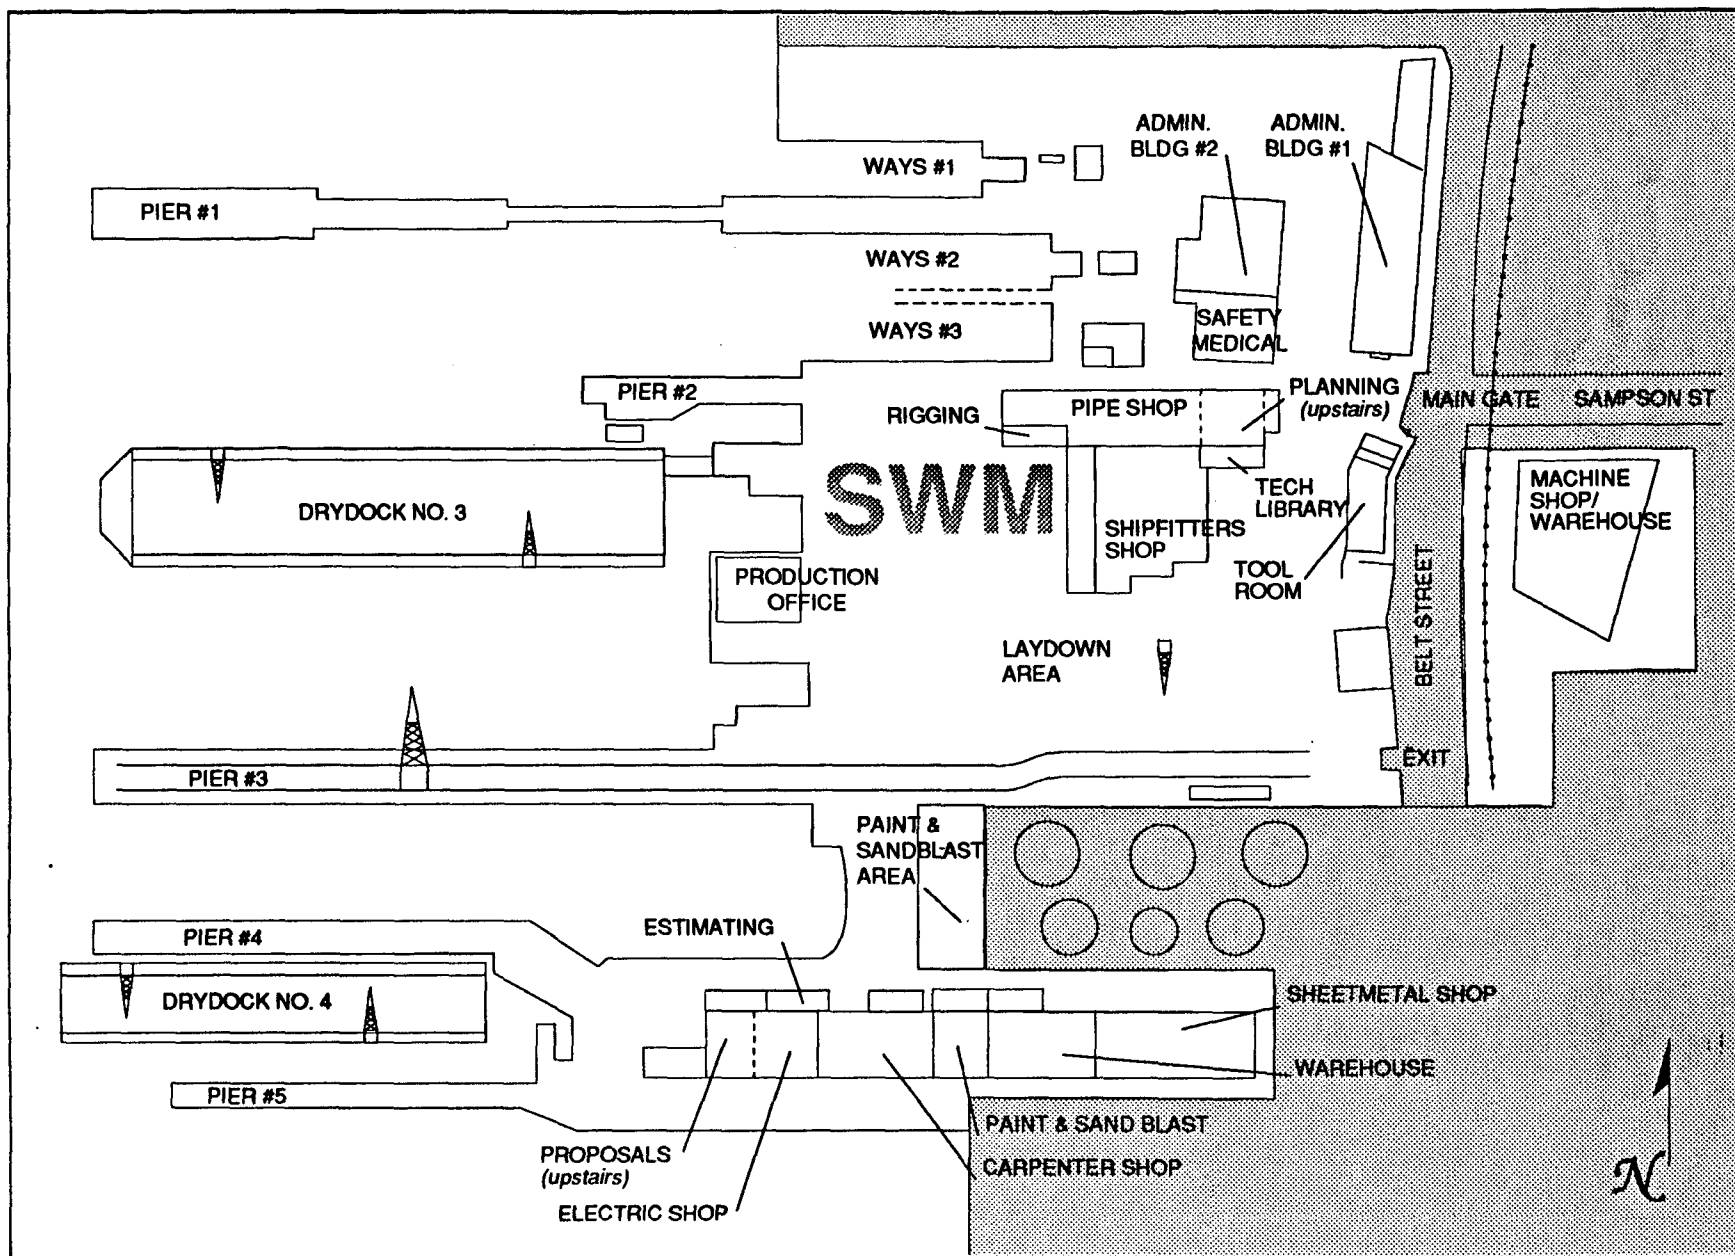 ADMIN.
BLDG #2
ADMIN.
BLDG #1
WAYS #1
PIER #1
WAYS #2
WAYS #3
SAFETY
MEDICAL
PIER #2
PIPE SHOP
PLANNING
(upstairs)
MAIN GATE
SAMPSON ST
RIGGING
SWM
TECH
LIBRARY
MACHINE
SHOP/
WAREHOUSE
DRYDOCK NO. 3
SHIPFITTERS
SHOP
TOOL
ROOM
PRODUCTION
OFFICE
BELT STREET
LAYDOWN
AREA
EXIT
PIER #3
PAINT &
SANDBLAST
AREA
PIER #4
ESTIMATING
DRYDOCK NO. 4
SHEETMETAL SHOP
WAREHOUSE
PIER #5
PAINT & SAND BLAST
PROPOSALS
(upstairs)
CARPENTER SHOP
ELECTRIC SHOP
N